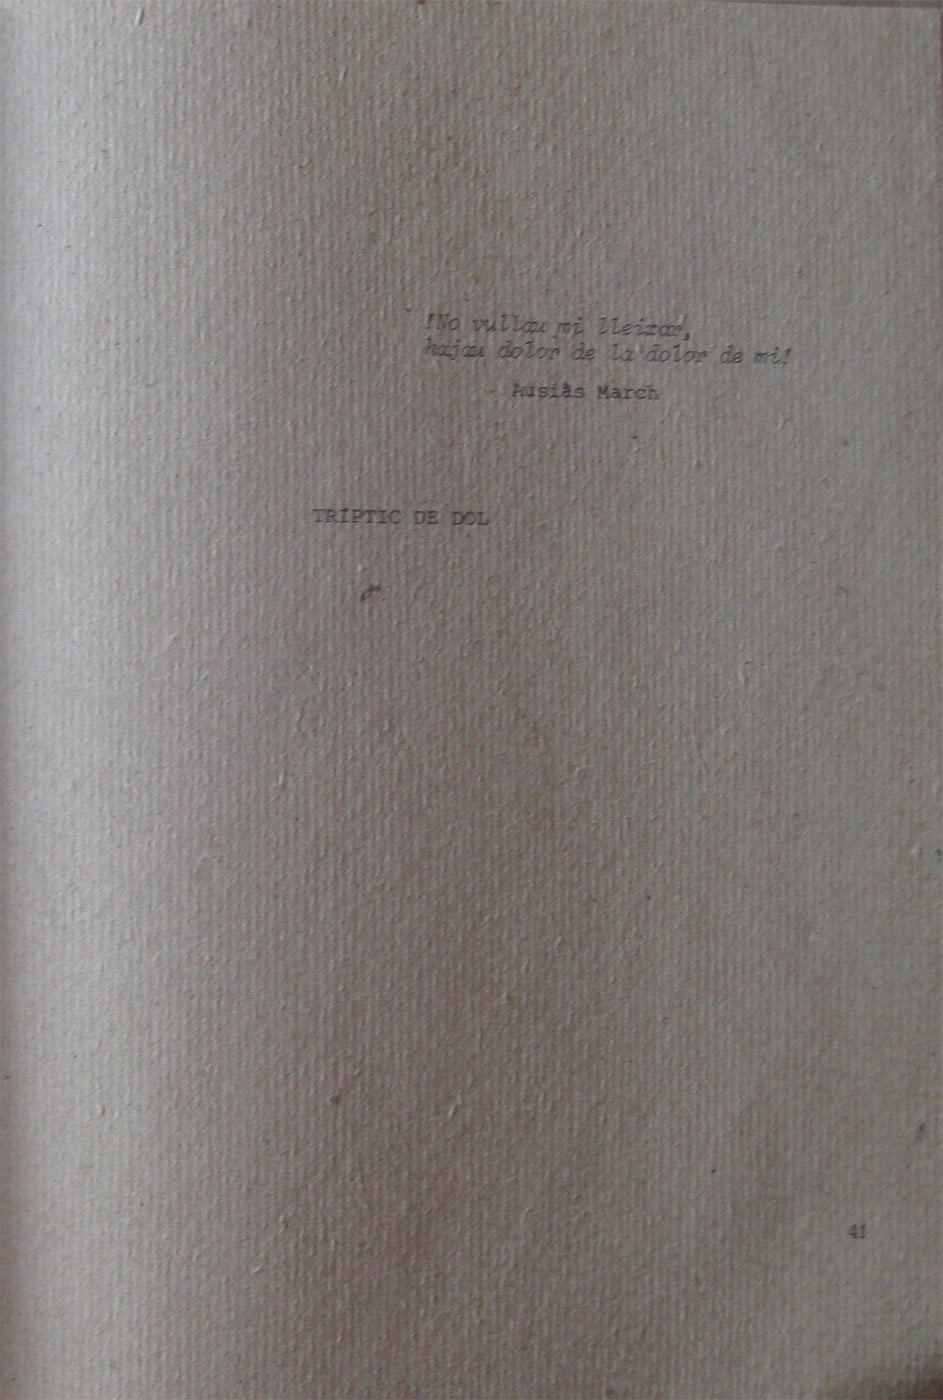 !No vullau mi lleixar,
hajau dolor de la dolor de mi!
- Ausiàs March
TRÍPTIC DE DOL
41